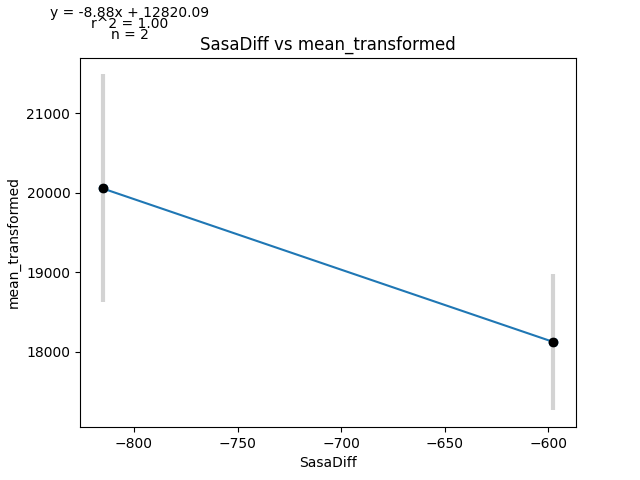 y = -8.88x + 12820.09
r^2 = 1.00
n = 2
SasaDiff vs mean_transformed
21000
20000
19000
18000
mean_transformed
−800
−750
−700
−650
−600
SasaDiff